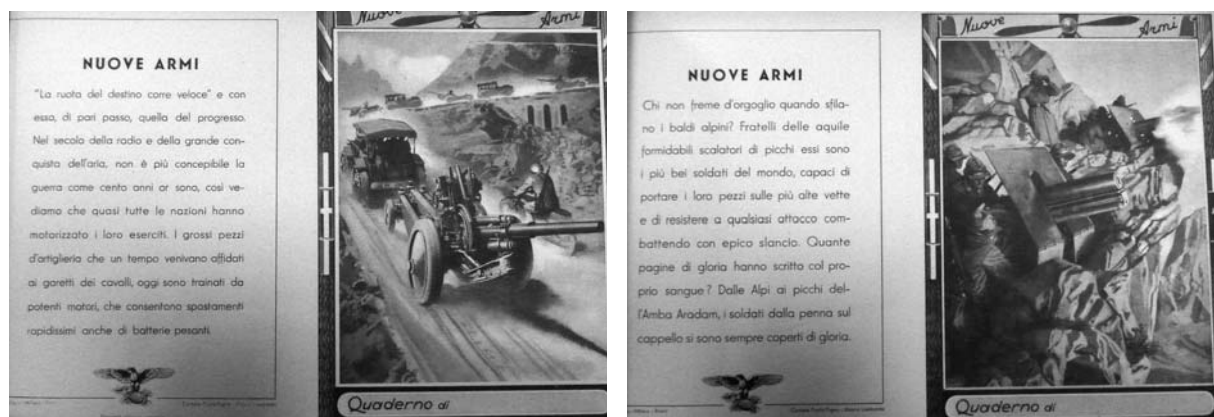 NUOVE ARMI
"La ruota del destino corre veloce" e con
essa, di pari passo, quella del progresso.
Nel secolo della radio e della grande con-
quista dell'aria, non è più concepibile la
guerra come cento anni or sono, così ve-
diamo che quasi tutte le nazioni hanno
motorizzato i loro eserciti. I grossi pezzi
d'artiglieria che un tempo venivano affidati
ai garetti dei cavalli, oggi sono trainati da
potenti motori, che consentono spostamenti
rapidissimi anche di batterie pesanti.
Nuove Armi
Quaderno di
NUOVE ARMI
Chi non freme d'orgoglio quando sfila-
no i baldi alpini? Fratelli delle aquile
formidabili scalatori di picchi essi sono
i più bei soldati del mondo, capaci di
portare i loro pezzi sulle più alte vette
e di resistere a qualsiasi attacco com-
battendo con epico slancio. Quante
pagine di gloria hanno scritto col pro-
prio sangue? Dalle Alpi ai picchi del-
l'Amba Aradam, i soldati dalla penna sul
cappello si sono sempre coperti di gloria.
Nuove Armi
Quaderno di